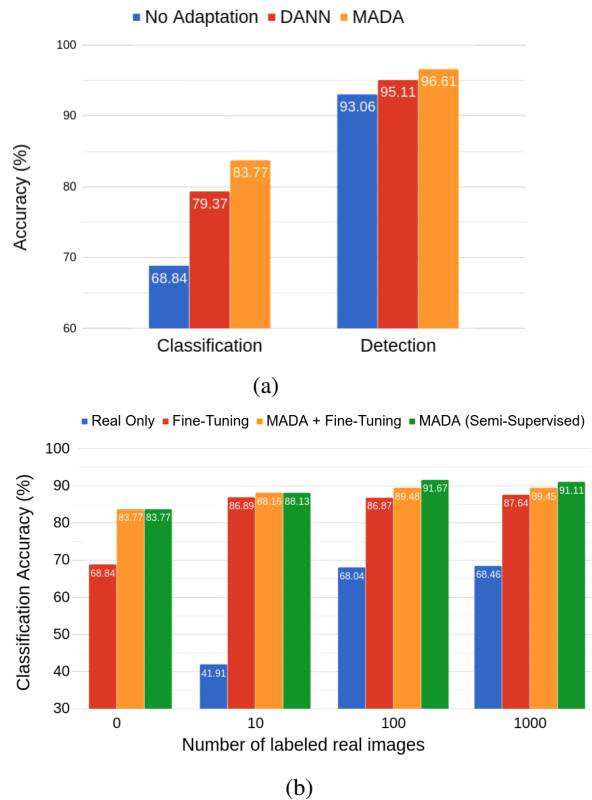 No Adaptation DANN MADA
100
90
80
70
60
Accuracy (%)
68.84
79.37
83.77
93.06
95.11
96.61
Classification Detection
(a)
Real Only Fine-Tuning MADA + Fine-Tuning MADA (Semi-Supervised)
100
90
80
70
60
50
40
30
Classification Accuracy (%)
68.84 83.77 83.77
41.91 86.89 88.16 88.13
68.04 86.87 89.48 91.67
68.46 87.64 89.45 91.11
0 10 100 1000
Number of labeled real images
(b)